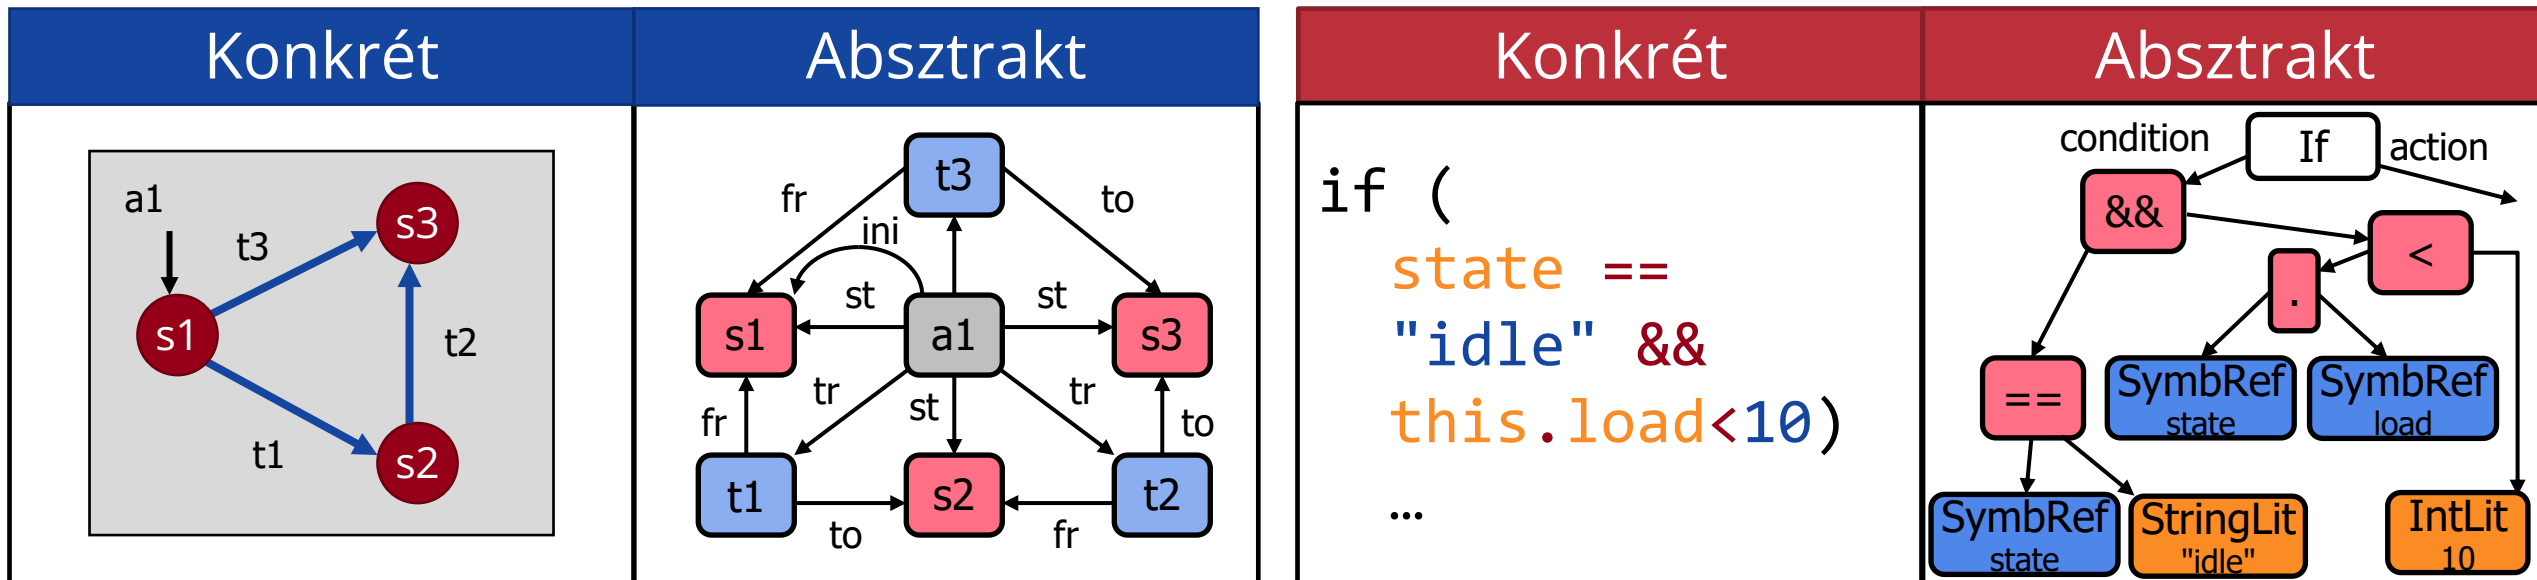 Konkrét
Absztrakt
a1
s3
t3
s1
t2
t1
s2
t3
fr
to
ini
st
st
s1
a1
s3
tr
st
tr
fr
to
t1
s2
t2
to
fr
Konkrét
Absztrakt
if (
state ==
"idle" &&
this.load<10)
…
condition
If
action
&&
<
.
==
SymbRef
state
SymbRef
load
SymbRef
state
StringLit
"idle"
IntLit
10